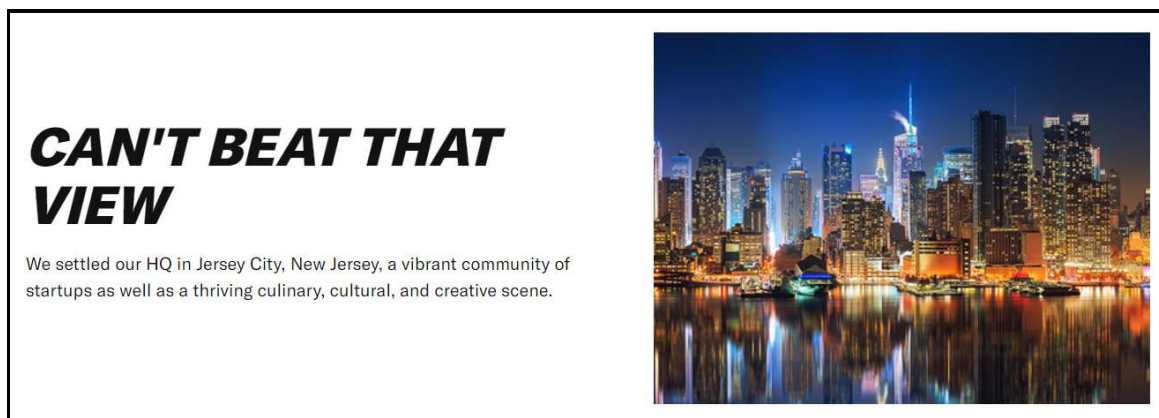 CAN'T BEAT THAT
VIEW
We settled our HQ in Jersey City, New Jersey, a vibrant community of
startups as well as a thriving culinary, cultural, and creative scene.